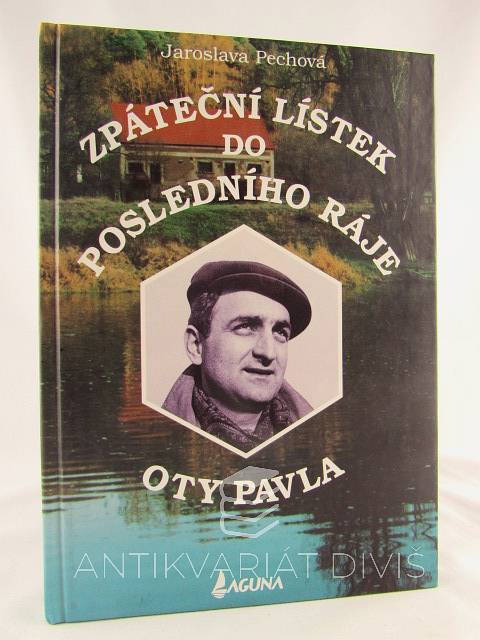 Jaroslava Pechová
ZPÁTEČNÍ LÍSTEK
DO
POSLEDNÍHO RÁJE
OTY PAVLA
ANTIKVARIÁT DIVIŠ
LAGUNA